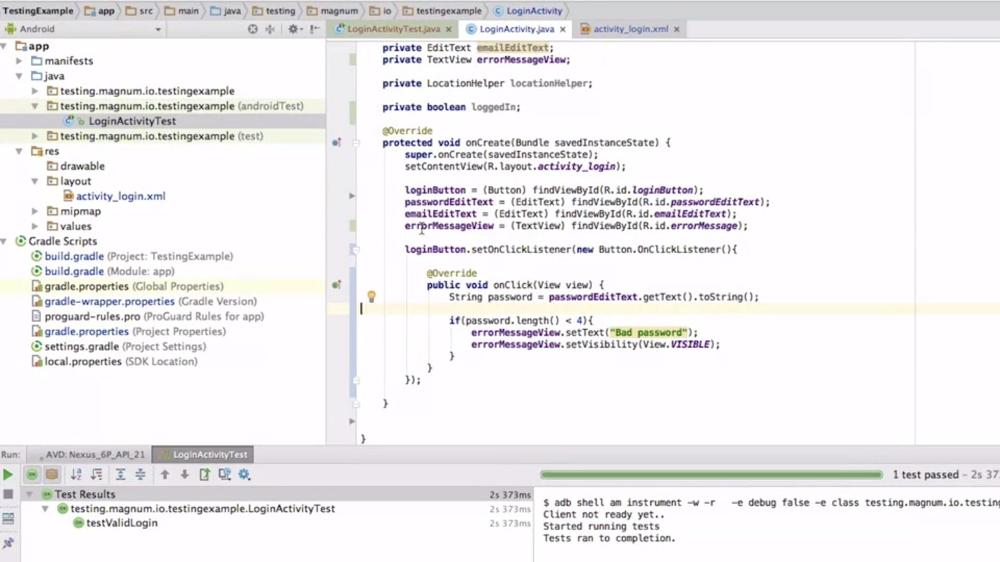 TestingExample app src main java testing magnum io testingexample LoginActivity
Android
LoginActivityTest.java LoginActivity.java activity_login.xml
app
manifests
java
testing.magnum.io.testingexample
testing.magnum.io.testingexample (androidTest)
LoginActivityTest
testing.magnum.io.testingexample (test)
res
drawable
layout
activity_login.xml
mipmap
values
Gradle Scripts
build.gradle (Project: TestingExample)
build.gradle (Module: app)
gradle.properties (Global Properties)
gradle-wrapper.properties (Gradle Version)
proguard-rules.pro (ProGuard Rules for app)
gradle.properties (Project Properties)
settings.gradle (Project Settings)
local.properties (SDK Location)
private EditText emailEditText;
private TextView errorMessageView;
private LocationHelper locationHelper;
private boolean loggedIn;
@Override
protected void onCreate(Bundle savedInstanceState) {
super.onCreate(savedInstanceState);
setContentView(R.layout.activity_login);
loginButton = (Button) findViewById(R.id.loginButton);
passwordEditText = (EditText) findViewById(R.id.passwordEditText);
emailEditText = (EditText) findViewById(R.id.emailEditText);
errorMessageView = (TextView) findViewById(R.id.errorMessage);
loginButton.setOnClickListener(new Button.OnClickListener(){
@Override
public void onClick(View view) {
String password = passwordEditText.getText().toString();
if(password.length() < 4){
errorMessageView.setText("Bad password");
errorMessageView.setVisibility(View.VISIBLE);
}
}
});
}
}
Run: AVD: Nexus_6P_API_21 LoginActivityTest
1 test passed – 2s 37
Test Results 2s 373ms
testing.magnum.io.testingexample.LoginActivityTest 2s 373ms
testValidLogin 2s 373ms
$ adb shell am instrument -w -r -e debug false -e class testing.magnum.io.testing
Client not ready yet..
Started running tests
Tests ran to completion.